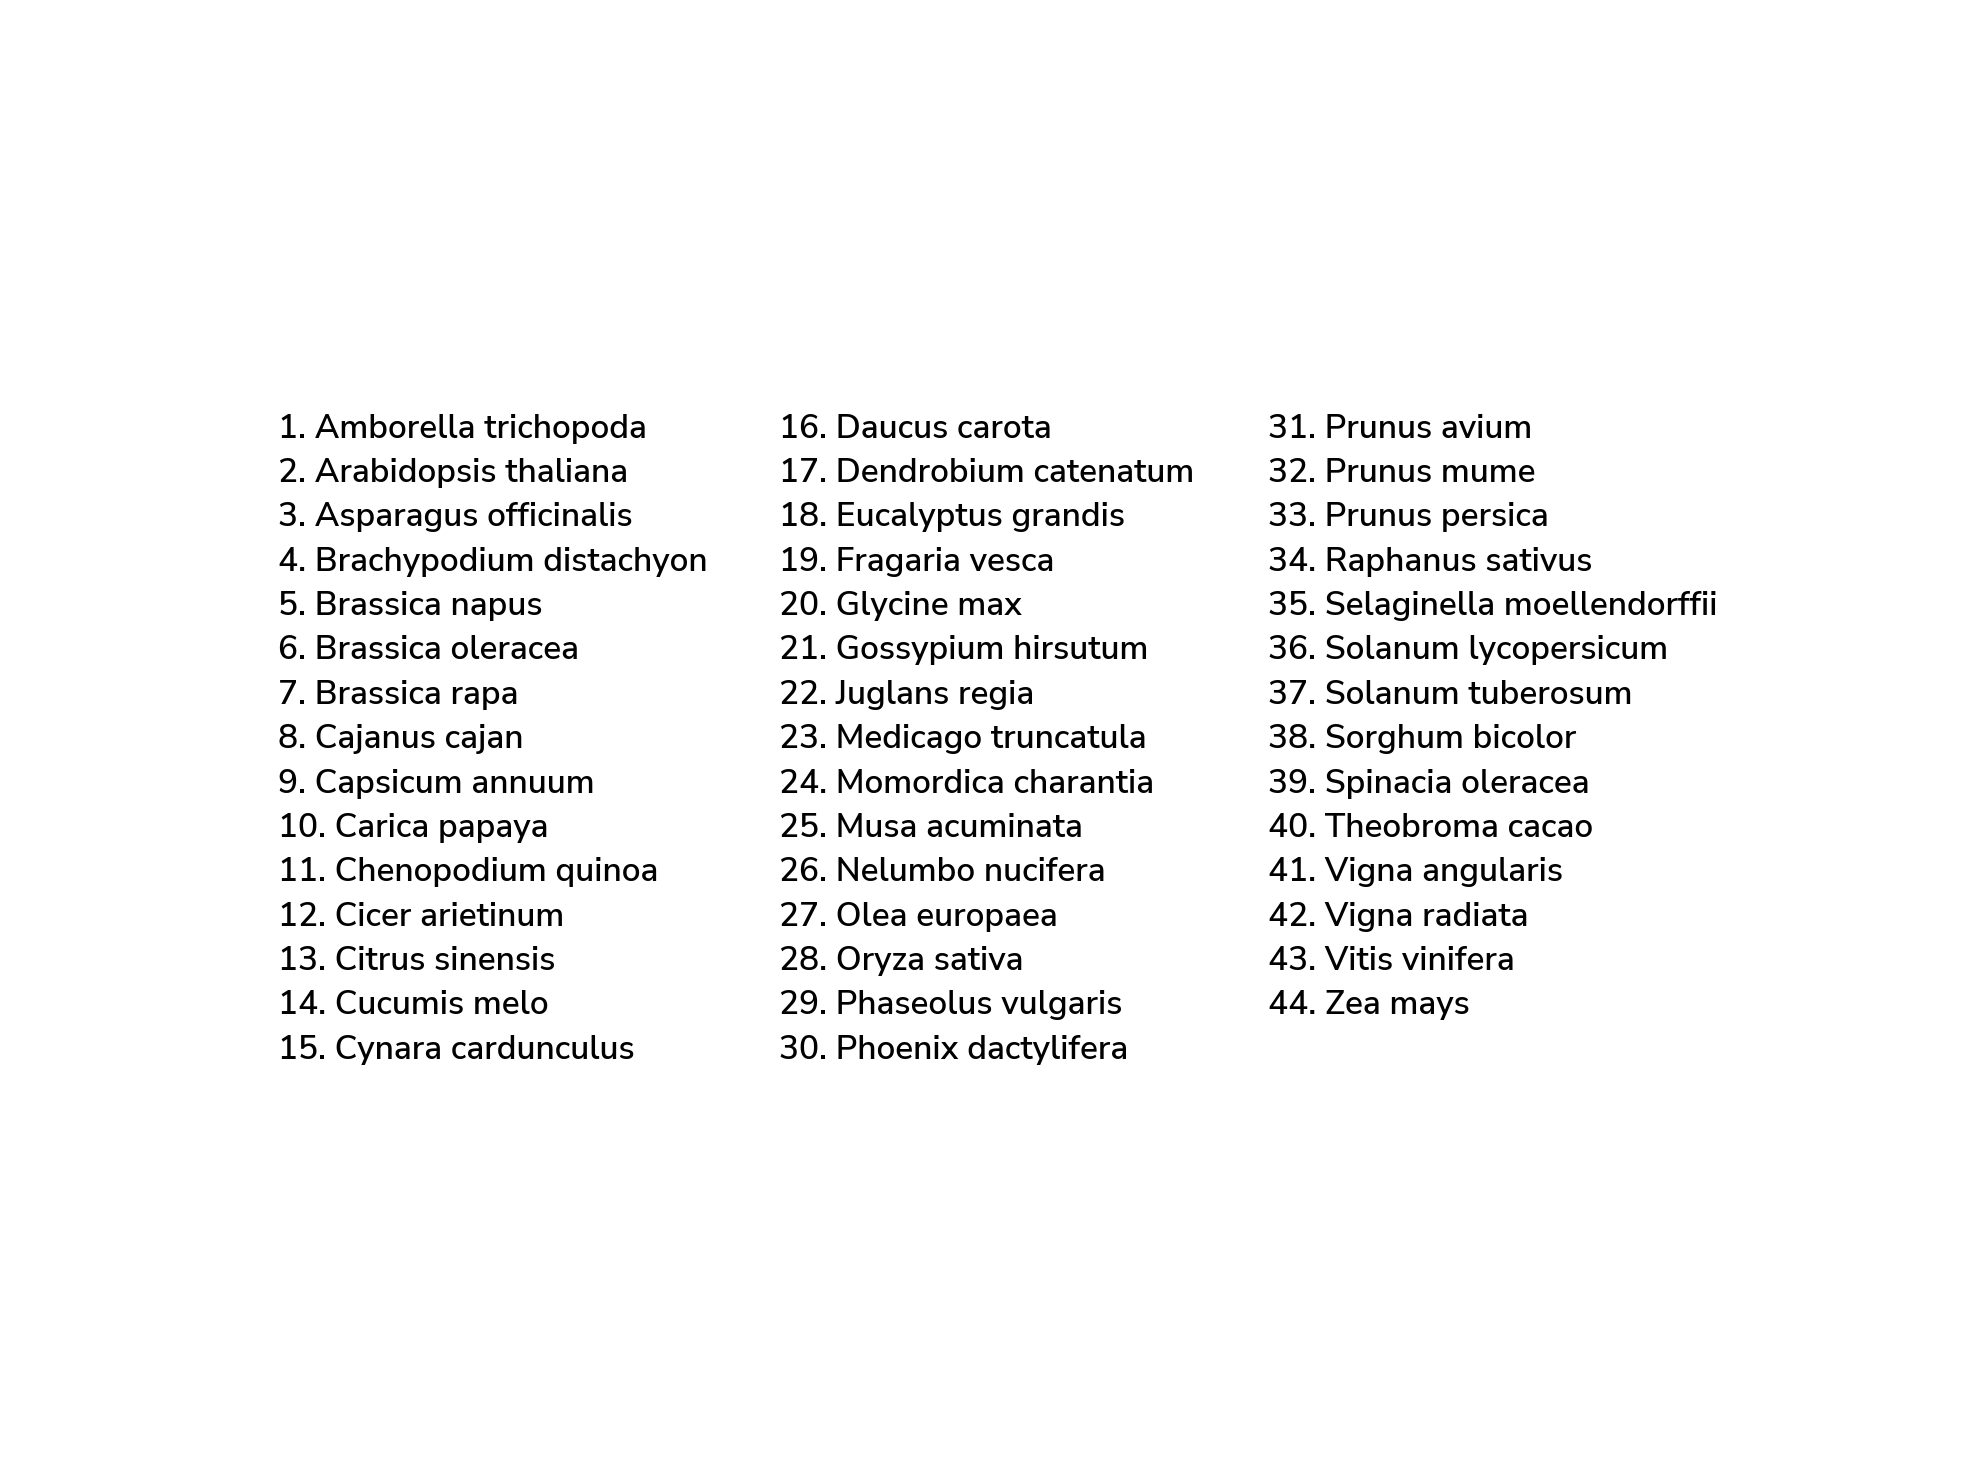 1. Amborella trichopoda
2. Arabidopsis thaliana
3. Asparagus officinalis
4. Brachypodium distachyon
5. Brassica napus
6. Brassica oleracea
7. Brassica rapa
8. Cajanus cajan
9. Capsicum annuum
10. Carica papaya
11. Chenopodium quinoa
12. Cicer arietinum
13. Citrus sinensis
14. Cucumis melo
15. Cynara cardunculus
16. Daucus carota
17. Dendrobium catenatum
18. Eucalyptus grandis
19. Fragaria vesca
20. Glycine max
21. Gossypium hirsutum
22. Juglans regia
23. Medicago truncatula
24. Momordica charantia
25. Musa acuminata
26. Nelumbo nucifera
27. Olea europaea
28. Oryza sativa
29. Phaseolus vulgaris
30. Phoenix dactylifera
31. Prunus avium
32. Prunus mume
33. Prunus persica
34. Raphanus sativus
35. Selaginella moellendorffii
36. Solanum lycopersicum
37. Solanum tuberosum
38. Sorghum bicolor
39. Spinacia oleracea
40. Theobroma cacao
41. Vigna angularis
42. Vigna radiata
43. Vitis vinifera
44. Zea mays